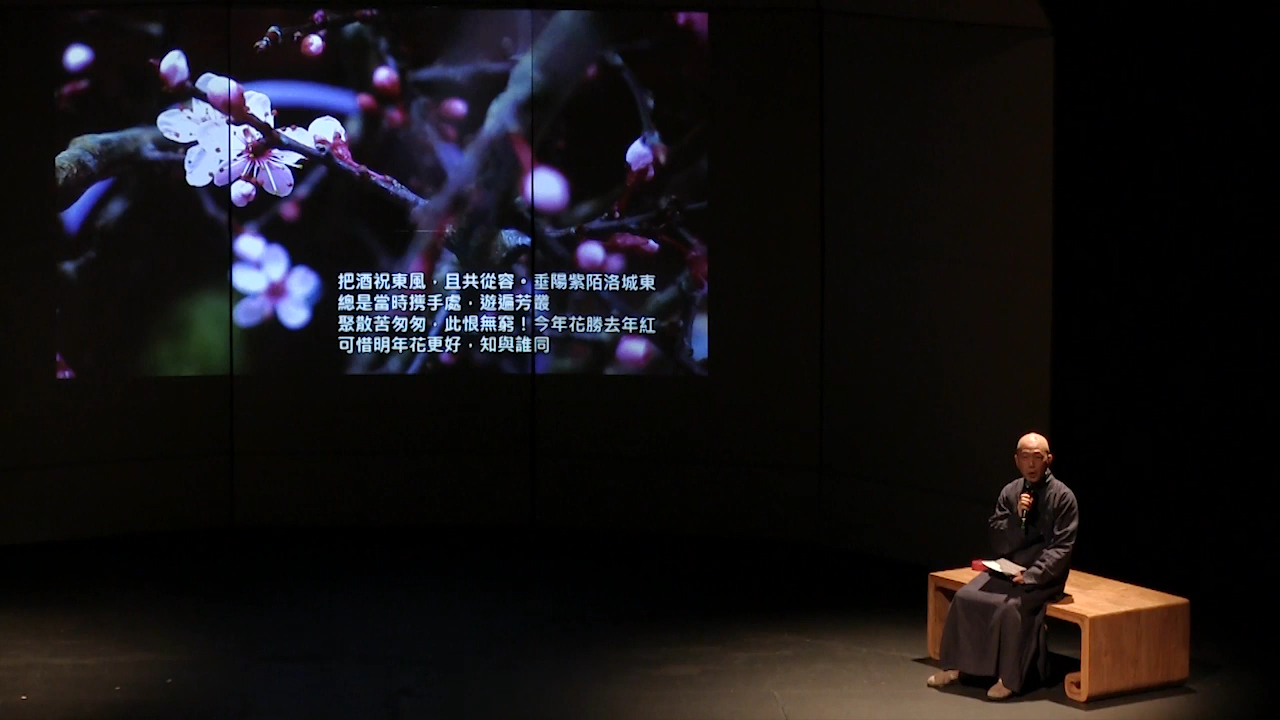 把酒祝東風，且共從容。垂陽紫陌洛城東
總是當時携手處，遊遍芳叢
聚散苦匆匆，此恨無窮！今年花勝去年紅
可惜明年花更好，知與誰同